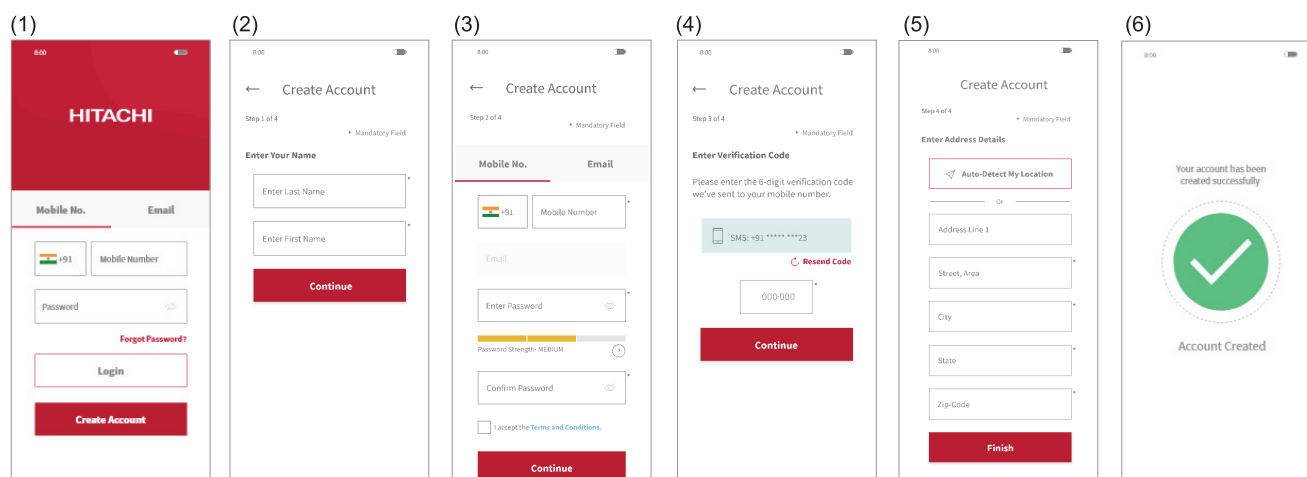 (1)
8:00
HITACHI
Mobile No. Email
+91 Mobile Number
Password
Forgot Password?
Login
Create Account
(2)
8:00
← Create Account
Step 1 of 4
* Mandatory Field
Enter Your Name
Enter Last Name *
Enter First Name *
Continue
(3)
8:00
← Create Account
Step 2 of 4
* Mandatory Field
Mobile No. Email
+91 Mobile Number *
Email
Enter Password *
Password Strength- MEDIUM ?
Confirm Password *
I accept the Terms and Conditions.
Continue
(4)
8:00
← Create Account
Step 3 of 4
* Mandatory Field
Enter Verification Code
Please enter the 6-digit verification code
we've sent to your mobile number.
SMS: +91 ***** ***23
Resend Code
000-000 *
Continue
(5)
8:00
Create Account
Step 4 of 4
* Mandatory Field
Enter Address Details
Auto-Detect My Location
Or
Address Line 1
Street, Area *
City *
State *
Zip-Code *
Finish
(6)
8:00
Your account has been
created successfully
Account Created